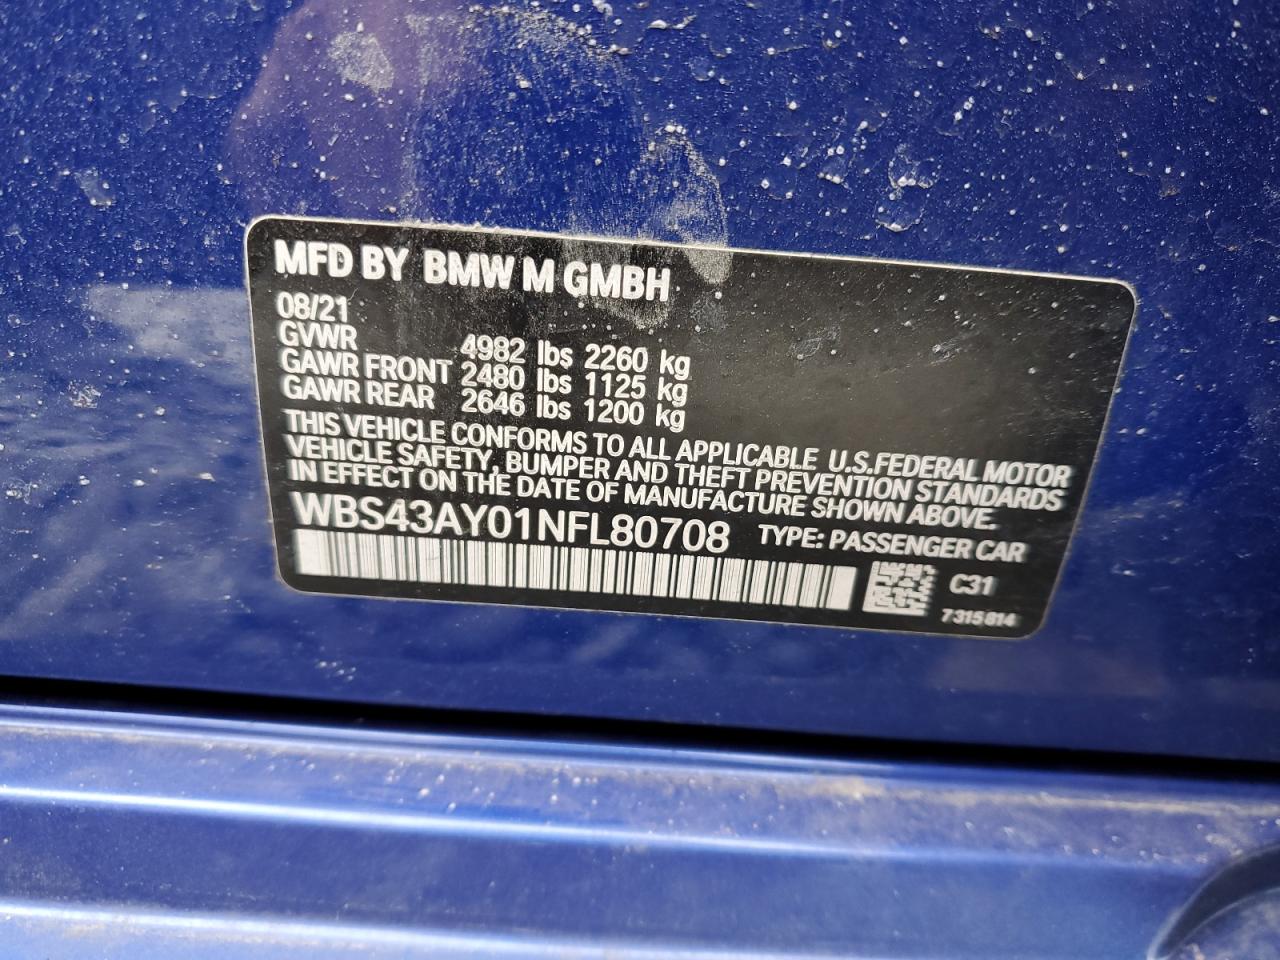 MFD BY BMW M GMBH
08/21
GVWR 4982 lbs 2260 kg
GAWR FRONT 2480 lbs 1125 kg
GAWR REAR 2646 lbs 1200 kg
THIS VEHICLE CONFORMS TO ALL APPLICABLE U.S.FEDERAL MOTOR
VEHICLE SAFETY, BUMPER AND THEFT PREVENTION STANDARDS
IN EFFECT ON THE DATE OF MANUFACTURE SHOWN ABOVE.
WBS43AY01NFL80708 TYPE: PASSENGER CAR
C31
7315814